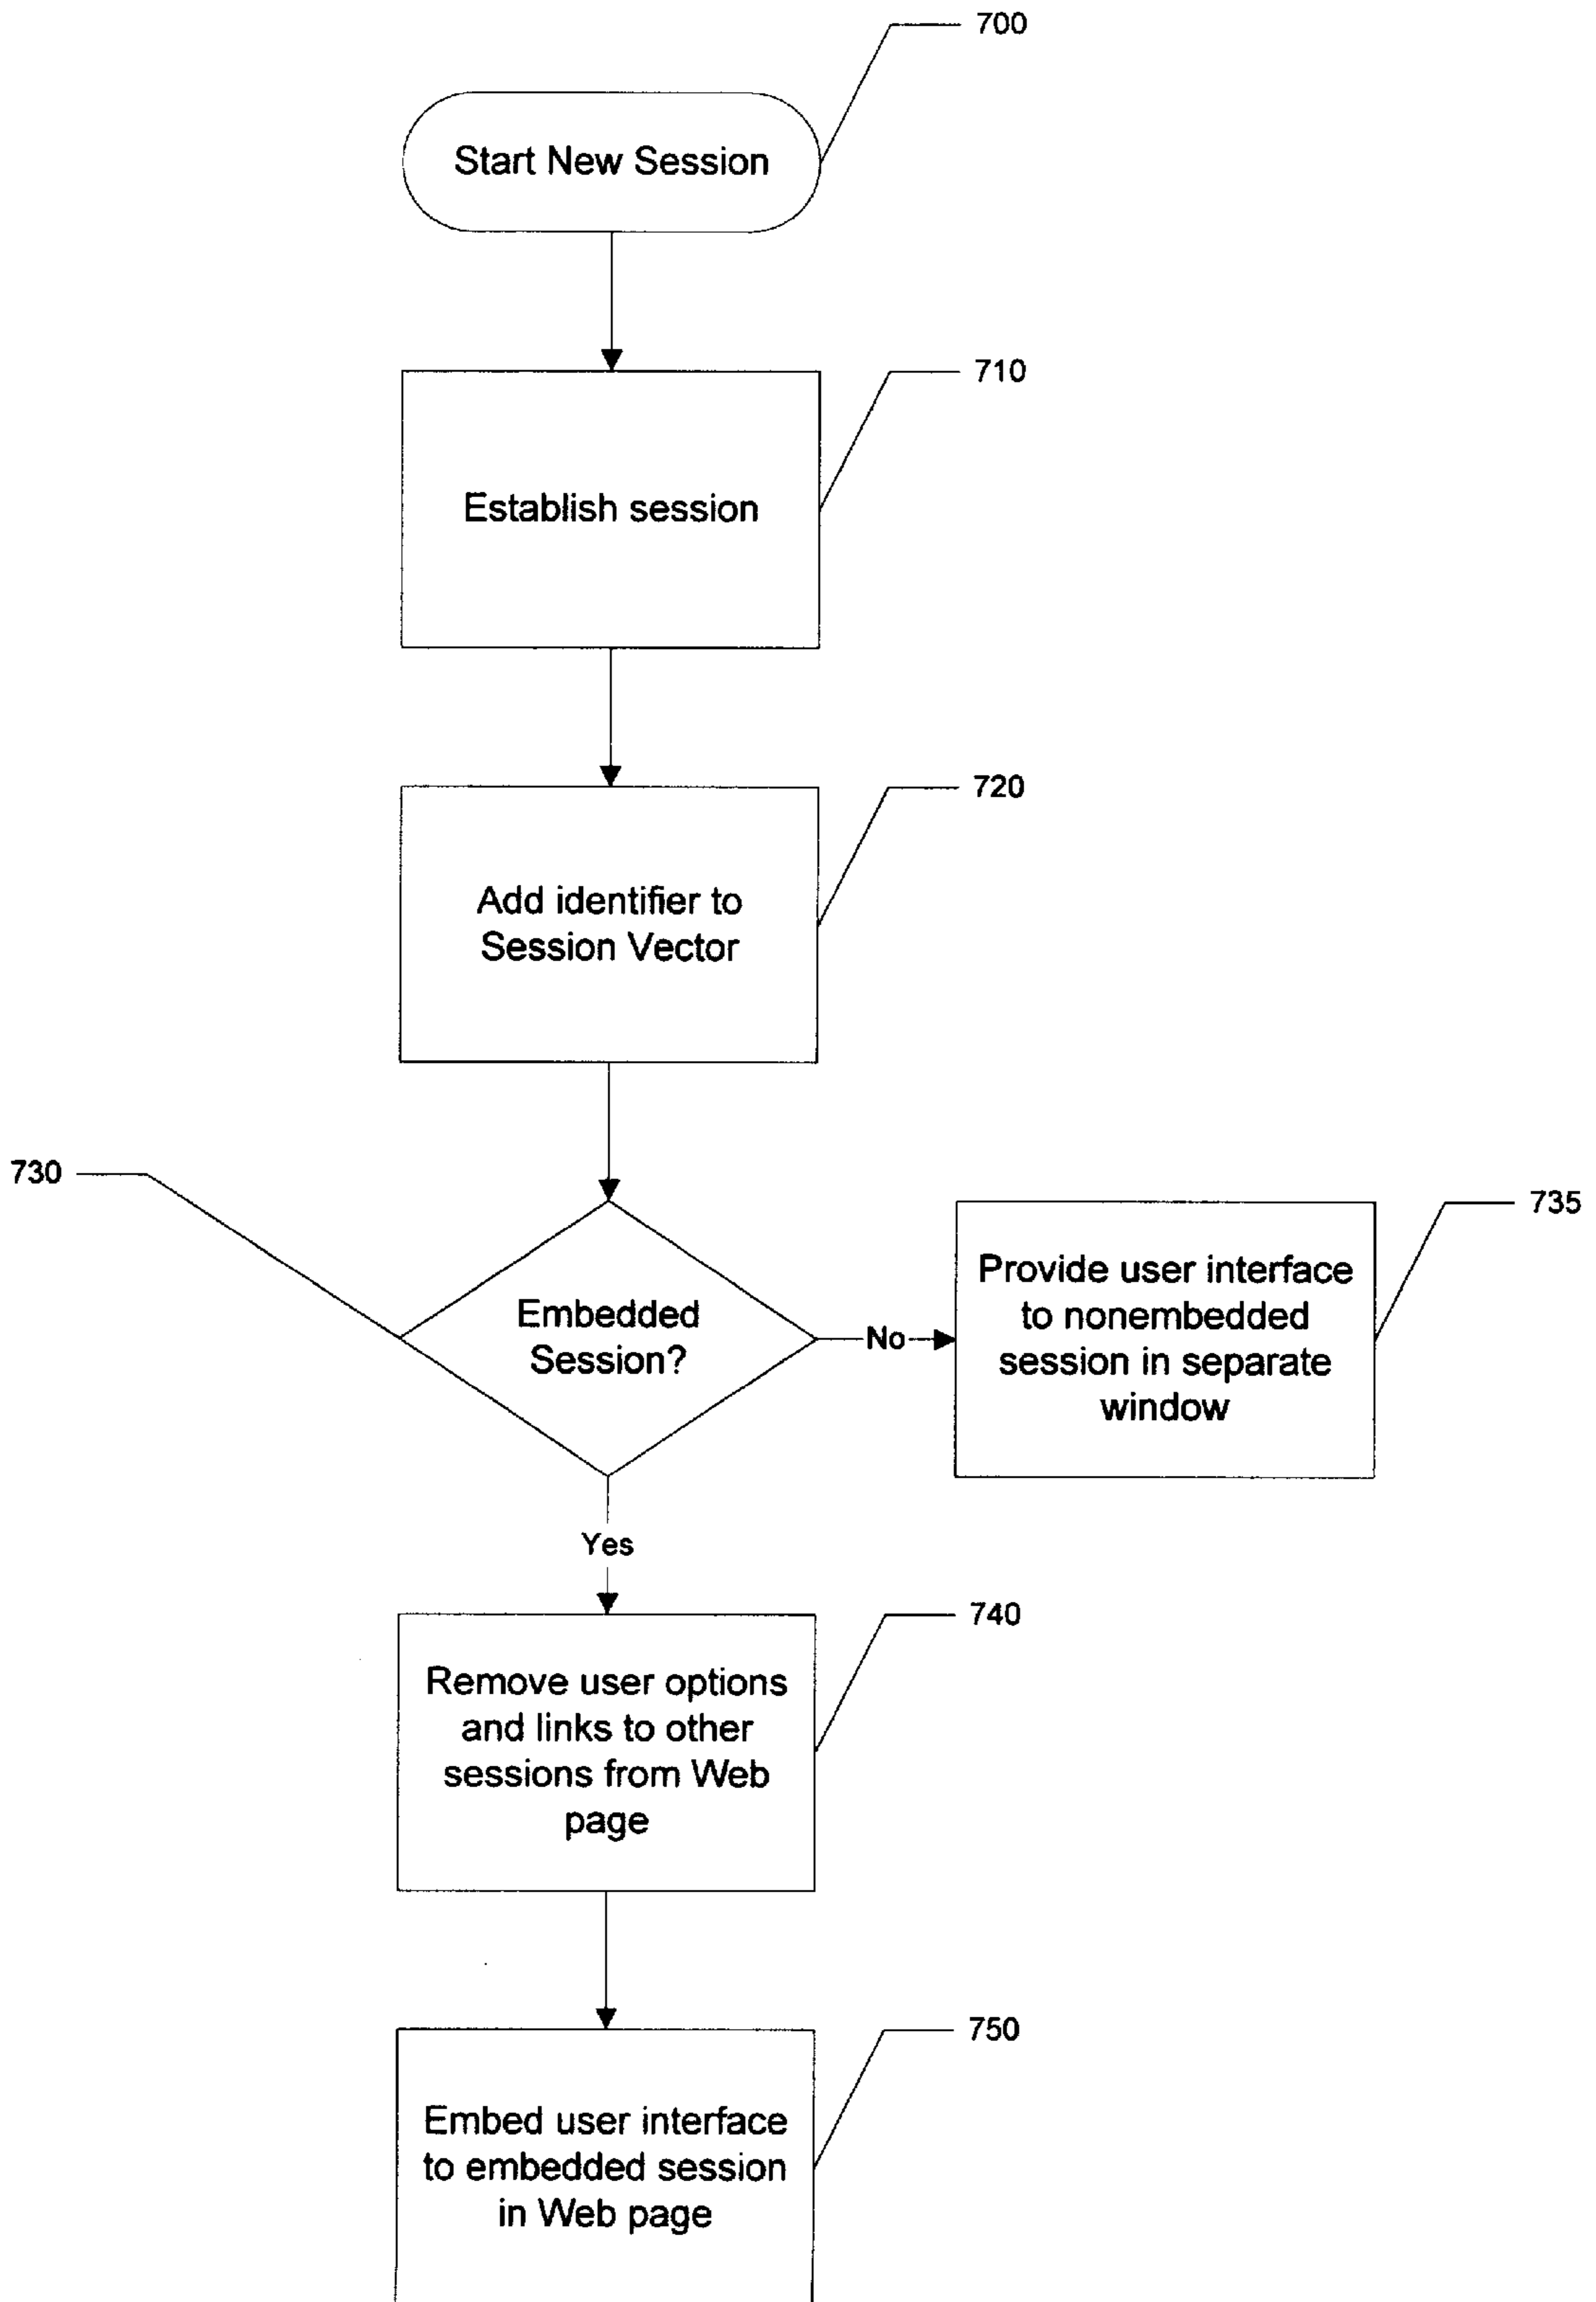 700
Start New Session
710
Establish session
720
Add identifier to
Session Vector
730
735
Embedded
Session?
No
Provide user interface
to nonembedded
session in separate
window
Yes
740
Remove user options
and links to other
sessions from Web
page
750
Embed user interface
to embedded session
in Web page